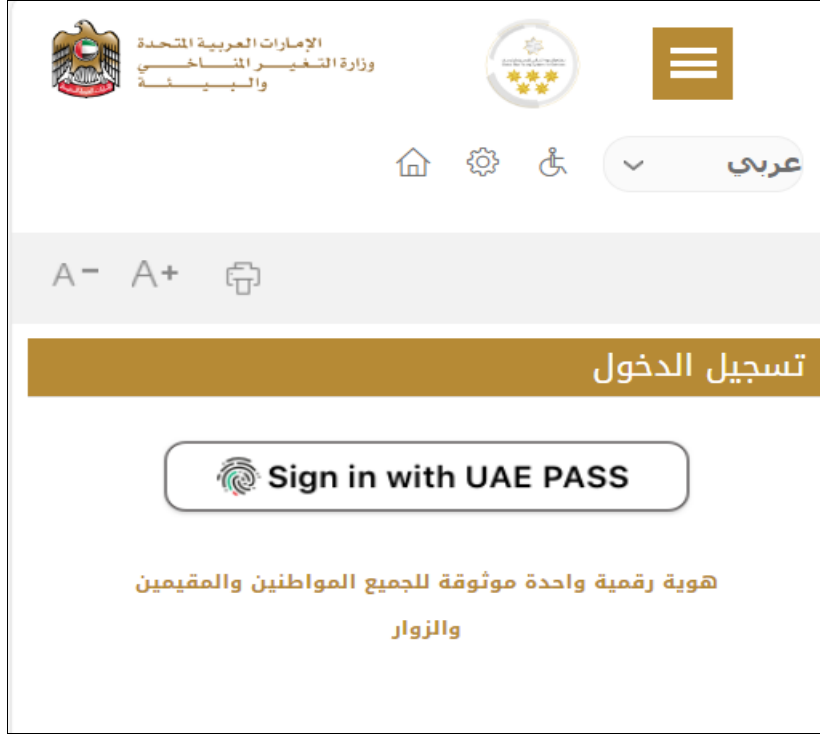 الإمارات العربية المتحدة
وزارة التغير المناخي
والبيئة
عربي
A-
A+
تسجيل الدخول
Sign in with UAE PASS
هوية رقمية واحدة موثوقة للجميع المواطنين والمقيمين
والزوار